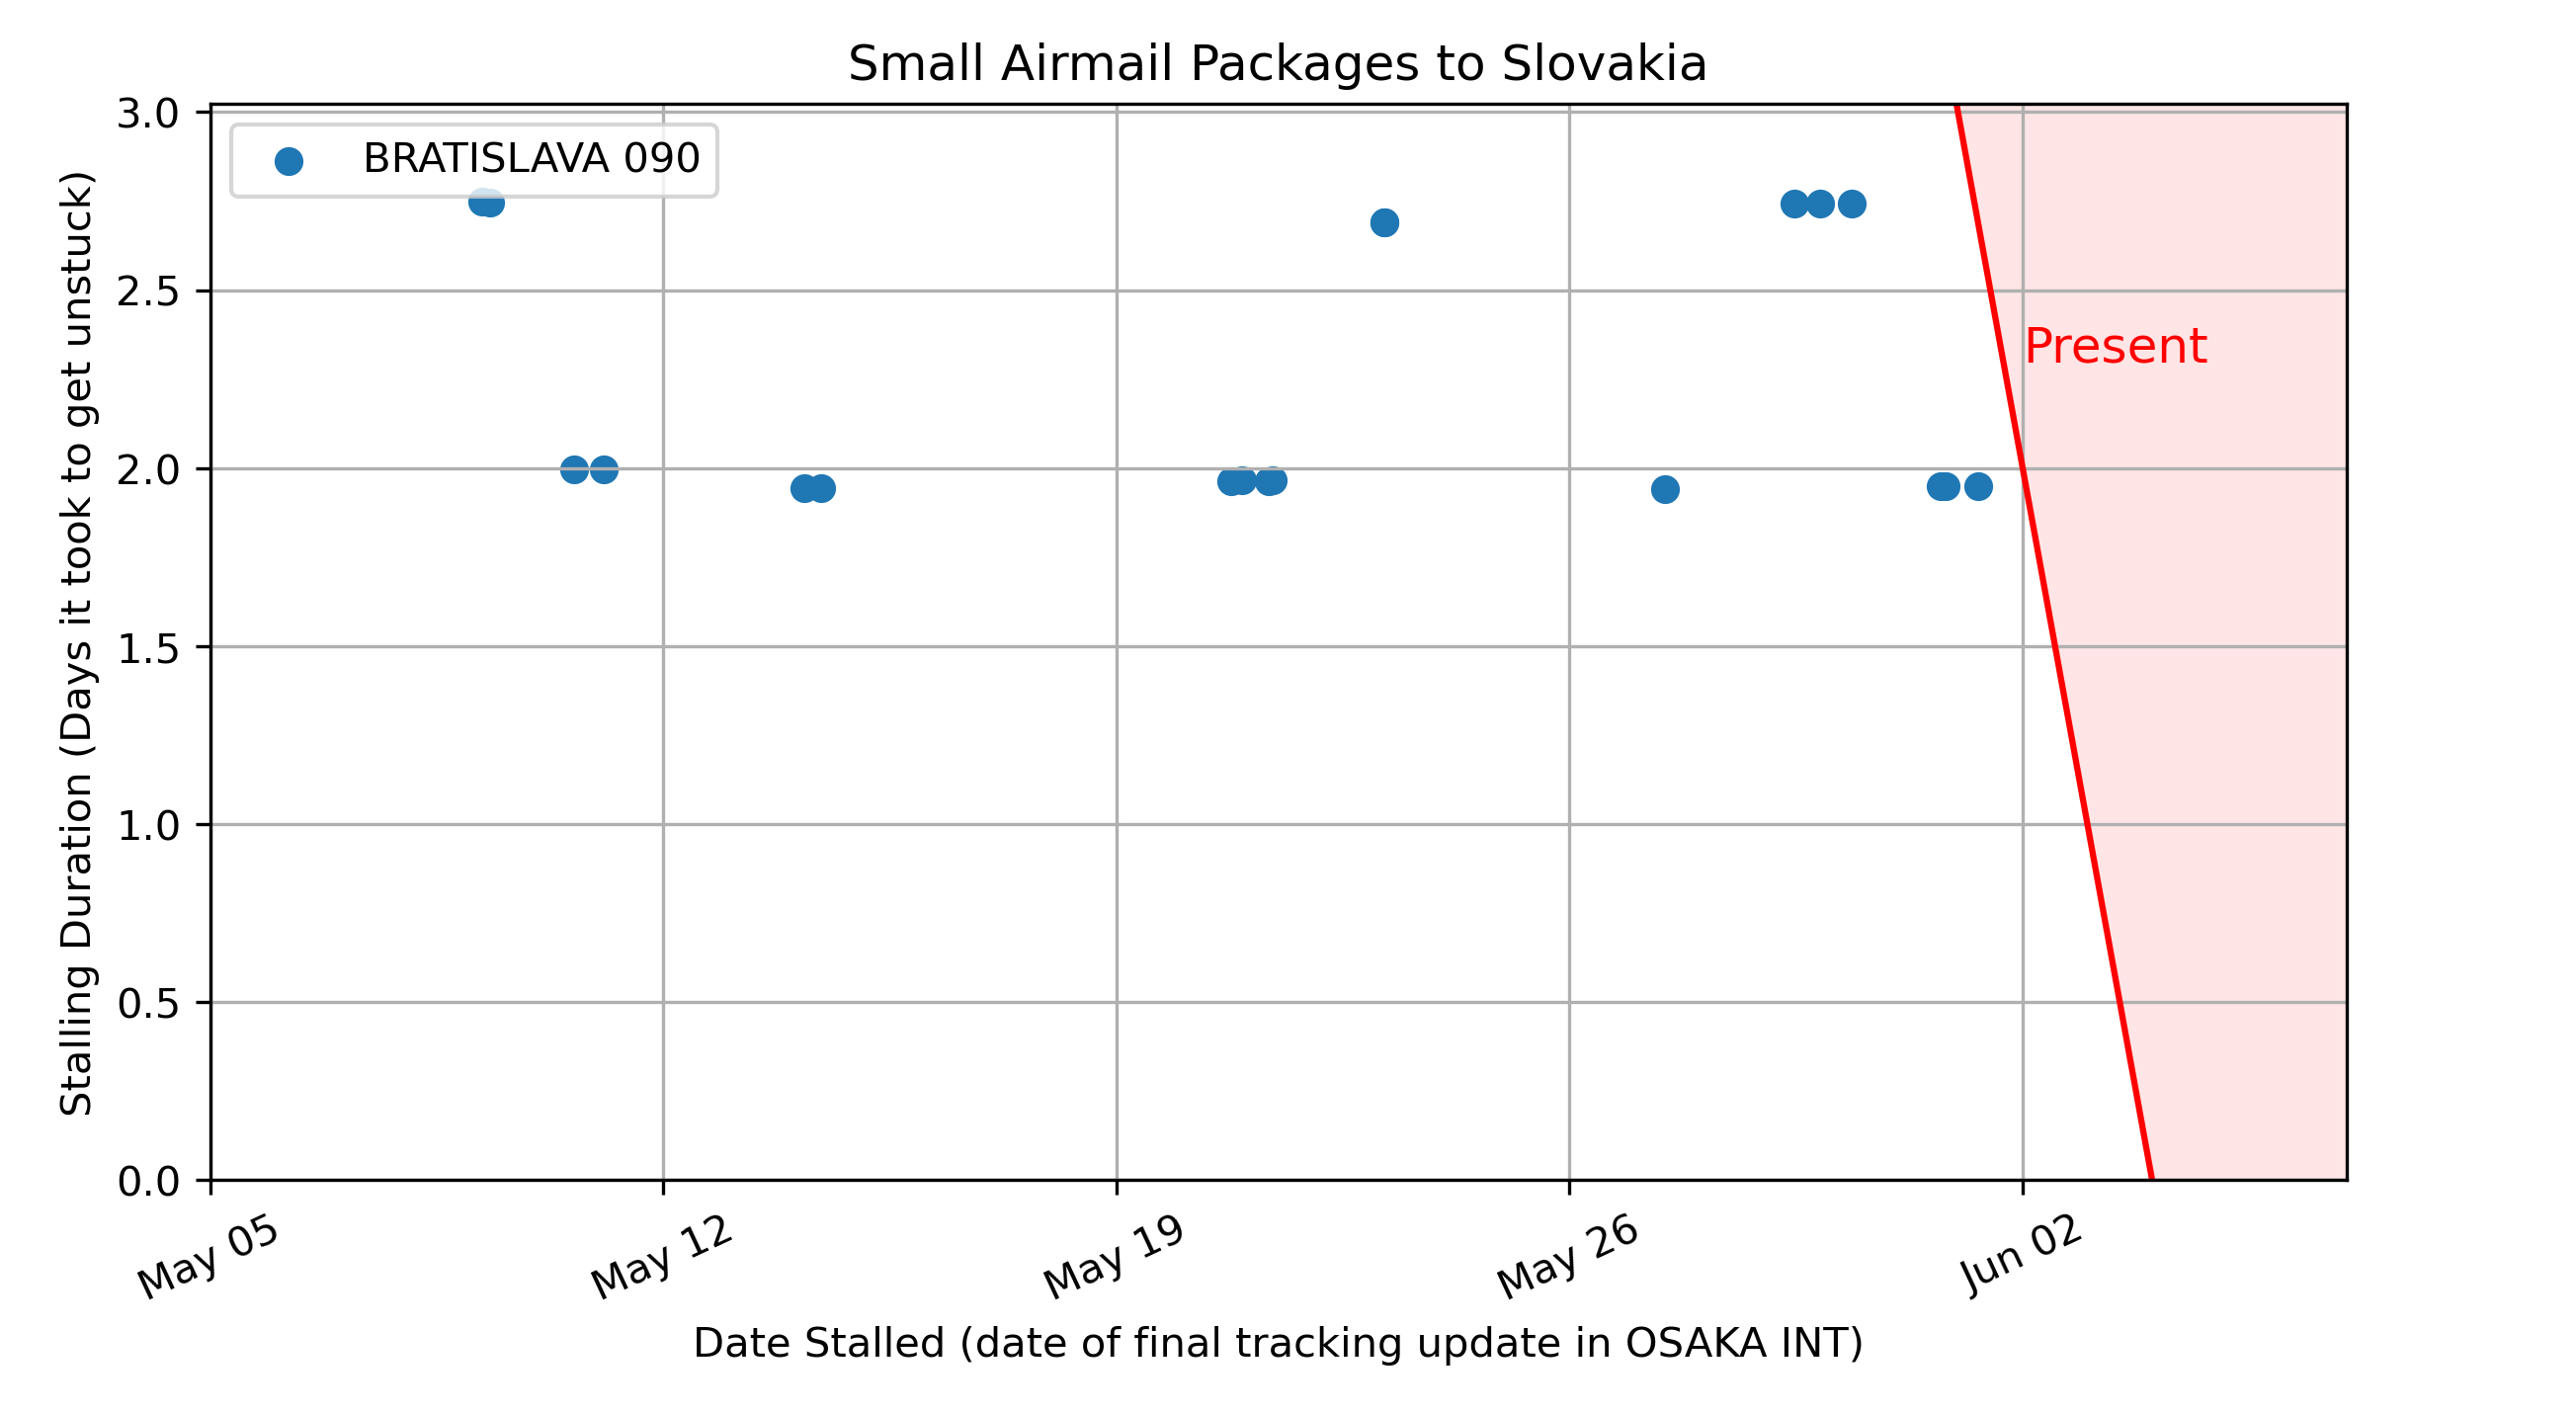 Small Airmail Packages to Slovakia
BRATISLAVA 090
Present
Stalling Duration (Days it took to get unstuck)
3.0
2.5
2.0
1.5
1.0
0.5
0.0
May 05
May 12
May 19
May 26
Jun 02
Date Stalled (date of final tracking update in OSAKA INT)